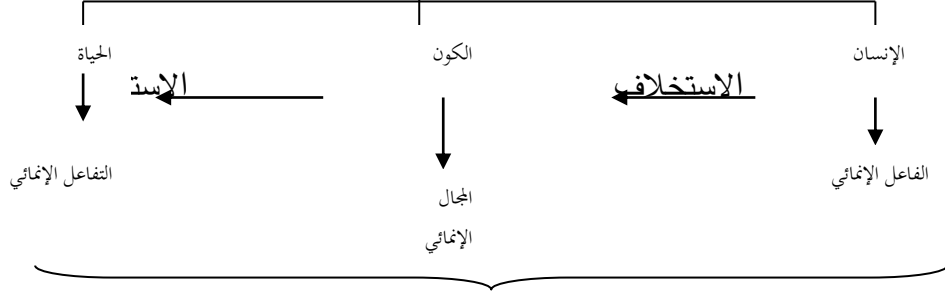 الإنسان
الكون
الحياة
الاستخلاف
الاست
الفاعل الإنمائي
المجال
الإنمائي
التفاعل الإنمائي